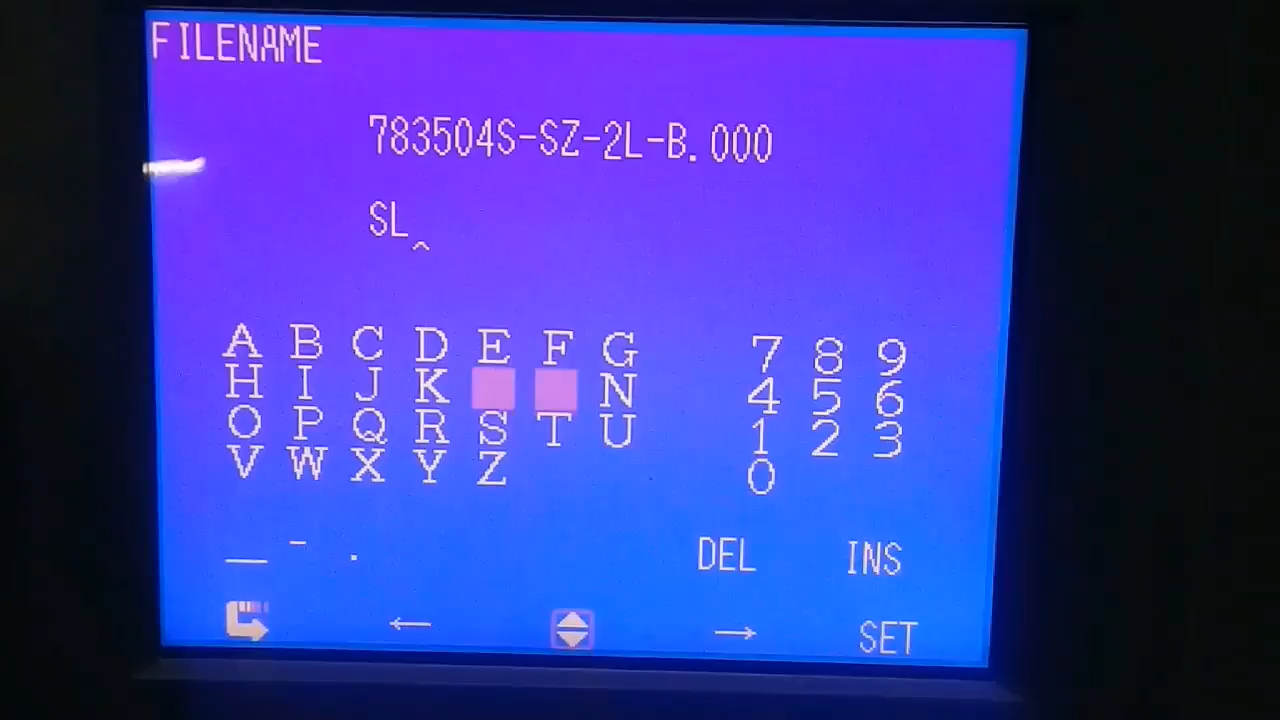 FILENAME
783504S-SZ-2L-B.000
SL^
A B C D E F G 7 8 9
H I J K N 4 5 6
O P Q R S T U 1 2 3
V W X Y Z 0
_ - . DEL INS
← → SET